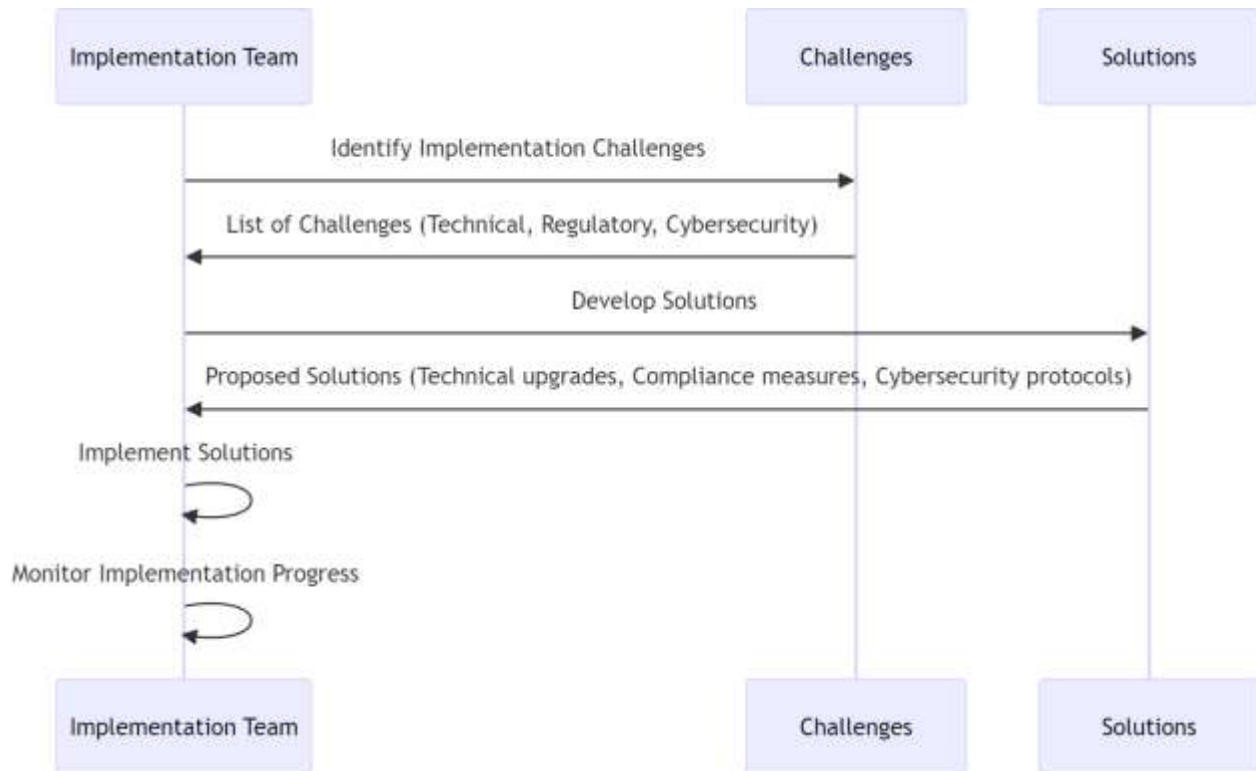 Implementation Team
Challenges
Solutions
Identify Implementation Challenges
List of Challenges (Technical, Regulatory, Cybersecurity)
Develop Solutions
Proposed Solutions (Technical upgrades, Compliance measures, Cybersecurity protocols)
Implement Solutions
Monitor Implementation Progress
Implementation Team
Challenges
Solutions